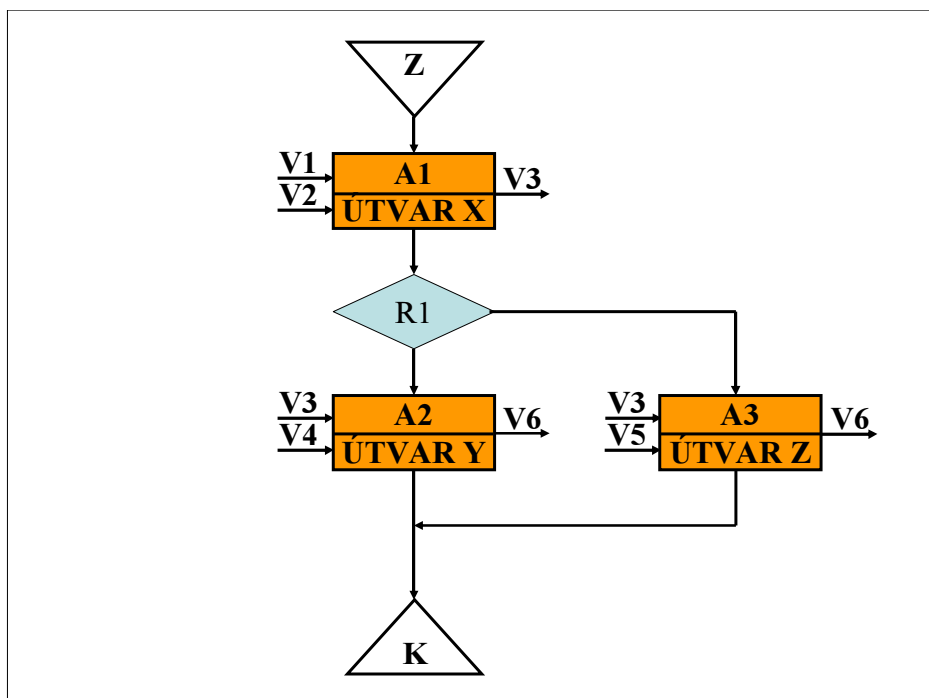 Z
V1
V2
A1
ÚTVAR X
V3
R1
V3
V4
A2
ÚTVAR Y
V6
V3
V5
A3
ÚTVAR Z
V6
K